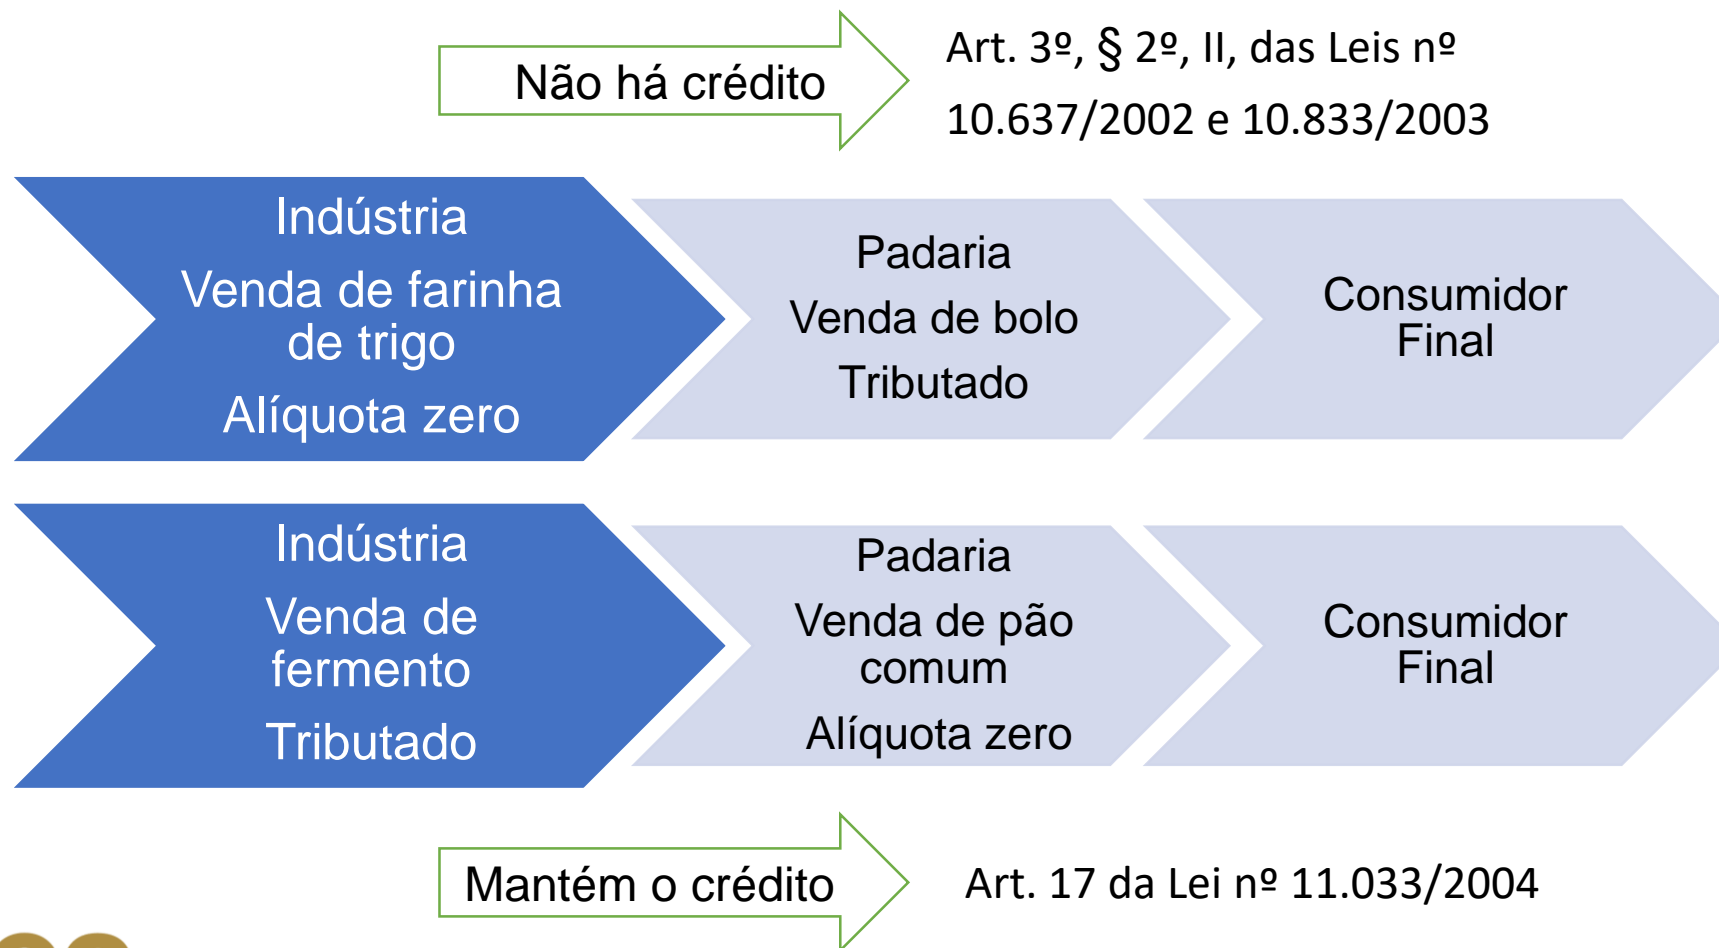 Não há crédito
Art. 3º, § 2º, II, das Leis nº
10.637/2002 e 10.833/2003
Indústria
Venda de farinha
de trigo
Alíquota zero
Padaria
Venda de bolo
Tributado
Consumidor
Final
Indústria
Venda de
fermento
Tributado
Padaria
Venda de pão
comum
Alíquota zero
Consumidor
Final
Mantém o crédito
Art. 17 da Lei nº 11.033/2004